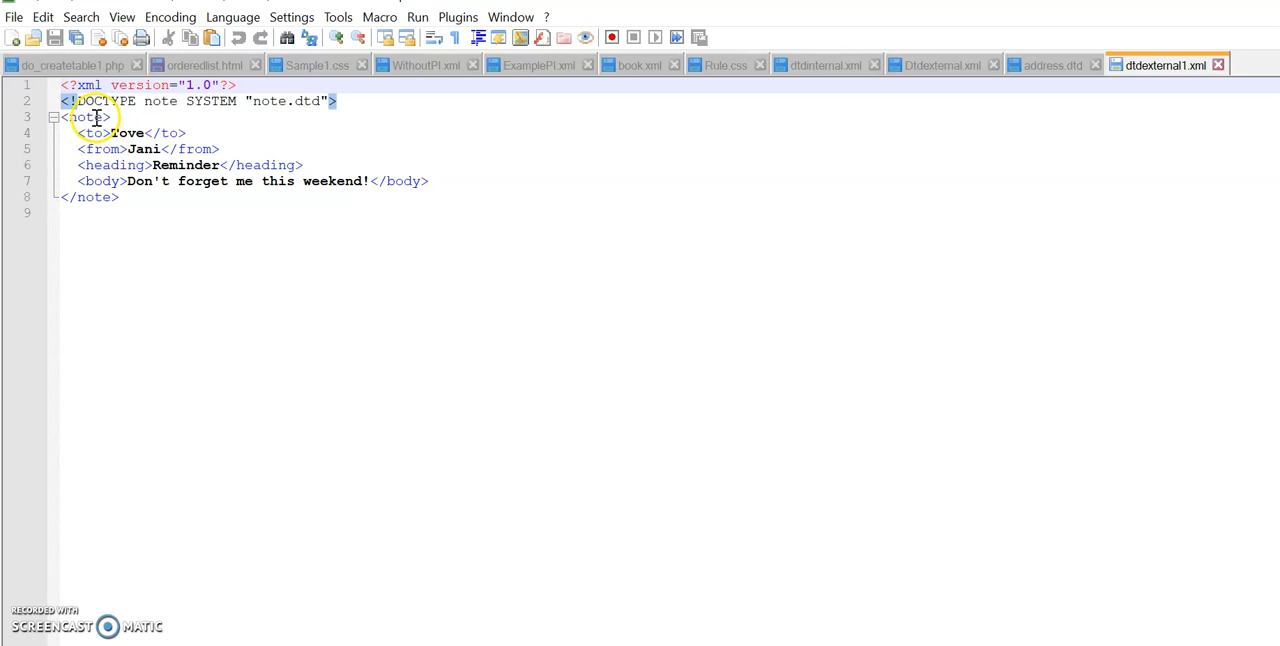 File Edit Search View Encoding Language Settings Tools Macro Run Plugins Window ?
do_createtable1.php orderedlist.html Sample1.css WithoutPI.xml ExamplePI.xml book.xml Rule.css dtdinternal.xml Dtdexternal.xml address.dtd dtdexternal1.xml
1 <?xml version="1.0"?>
2 <!DOCTYPE note SYSTEM "note.dtd">
3 <note>
4 <to>Tove</to>
5 <from>Jani</from>
6 <heading>Reminder</heading>
7 <body>Don't forget me this weekend!</body>
8 </note>
9
RECORDED WITH
SCREENCAST MATIC